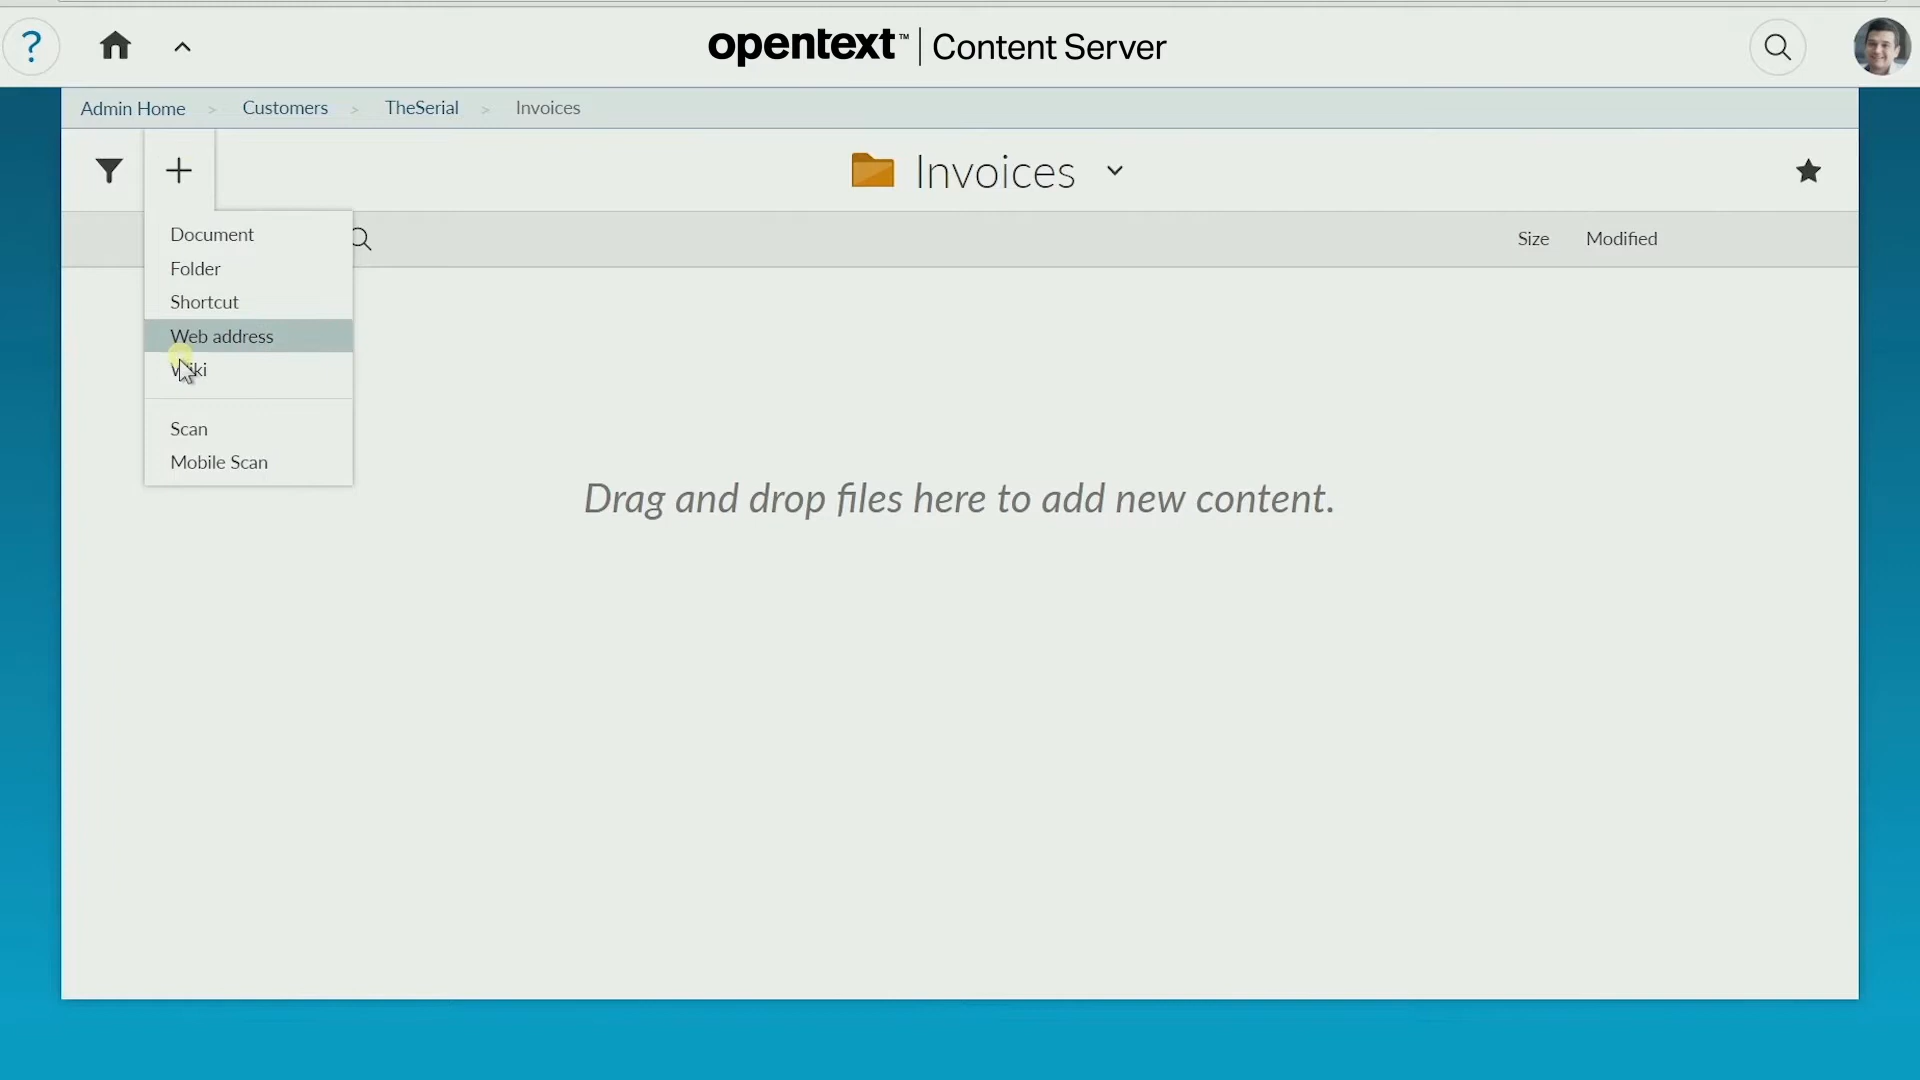 ?
opentext™ | Content Server
Admin Home > Customers > TheSerial > Invoices
Invoices
Document
Folder
Shortcut
Web address
Wiki
Scan
Mobile Scan
Size Modified
Drag and drop files here to add new content.